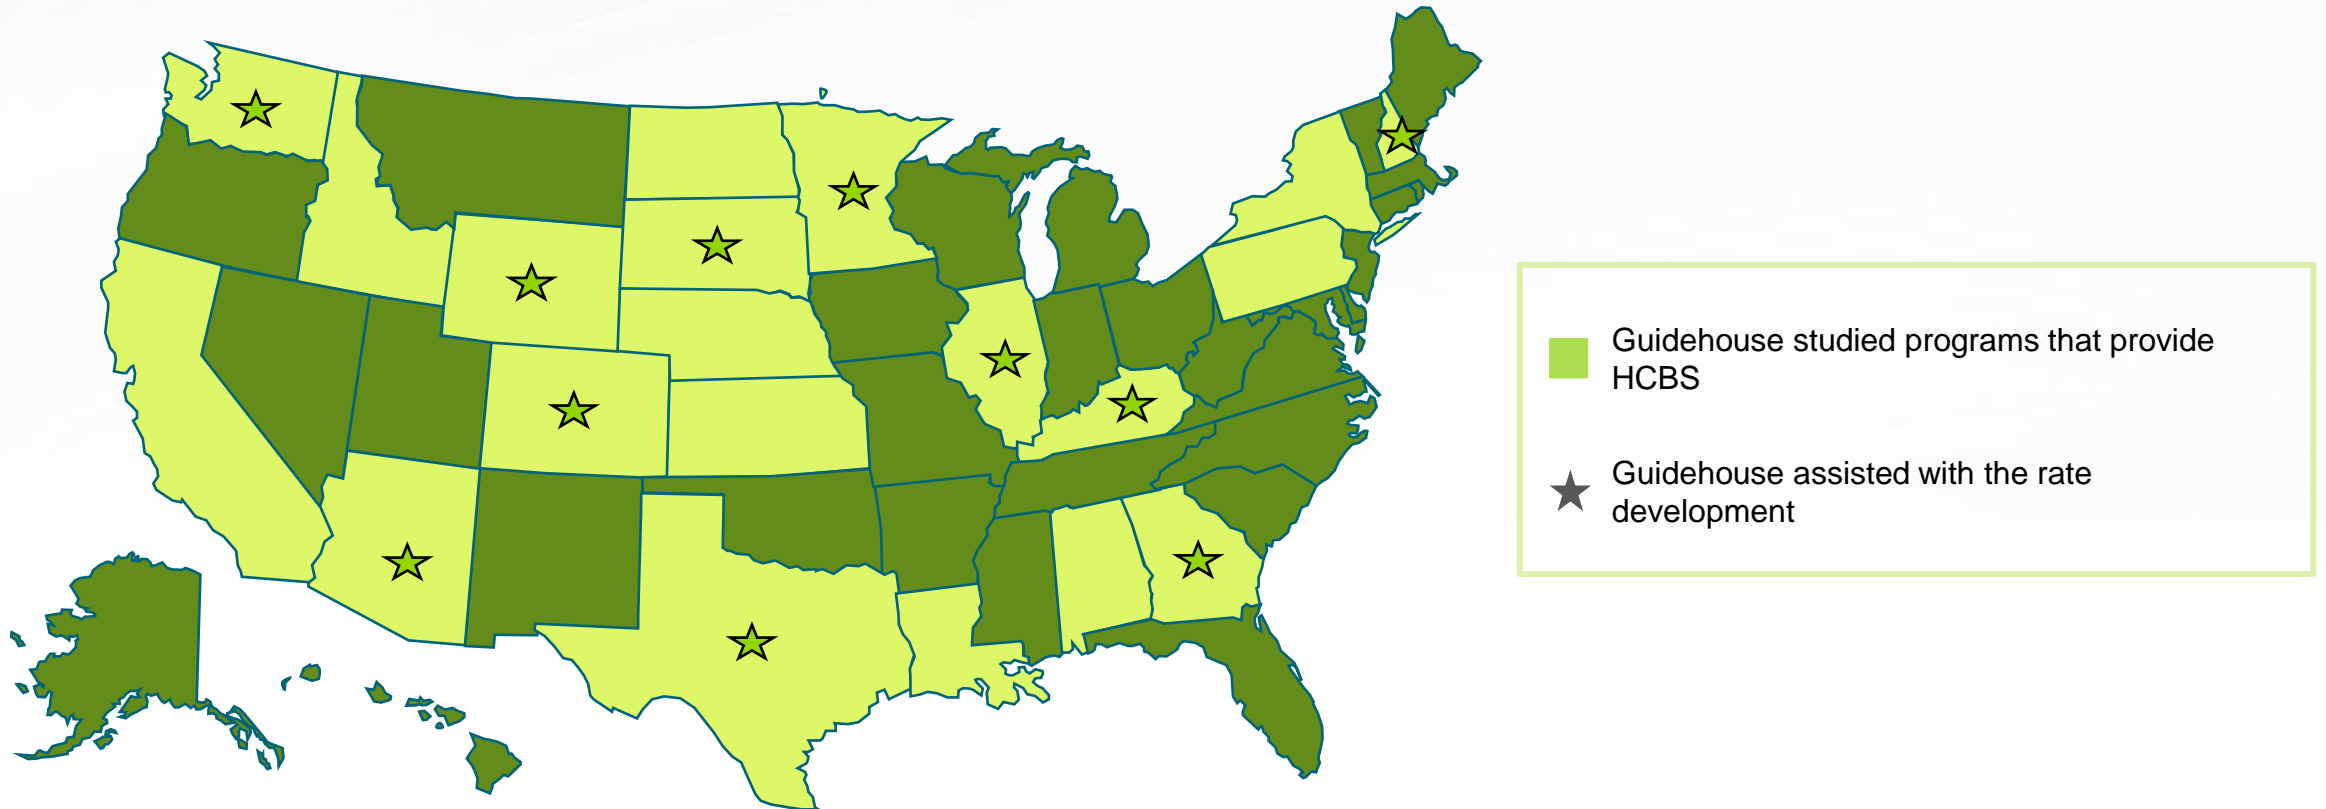 Guidehouse studied programs that provide
HCBS
Guidehouse assisted with the rate
development